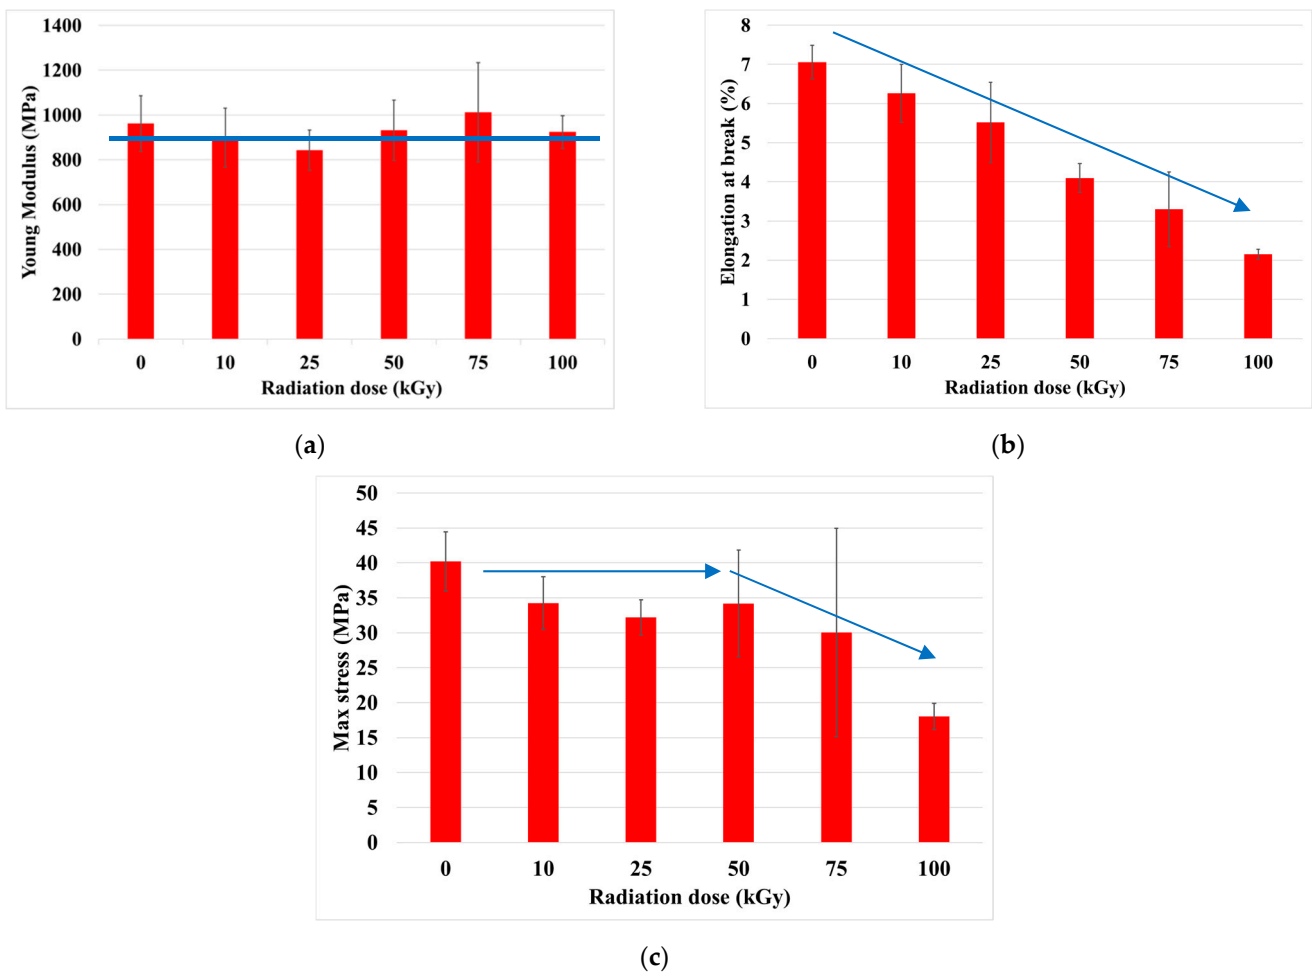 1400
1200
1000
800
600
400
200
0
Young Modulus (MPa)
0 10 25 50 75 100
Radiation dose (kGy)
(a)
8
7
6
5
4
3
2
1
0
Elongation at break (%)
0 10 25 50 75 100
Radiation dose (kGy)
(b)
50
45
40
35
30
25
20
15
10
5
0
Max stress (MPa)
0 10 25 50 75 100
Radiation dose (kGy)
(c)